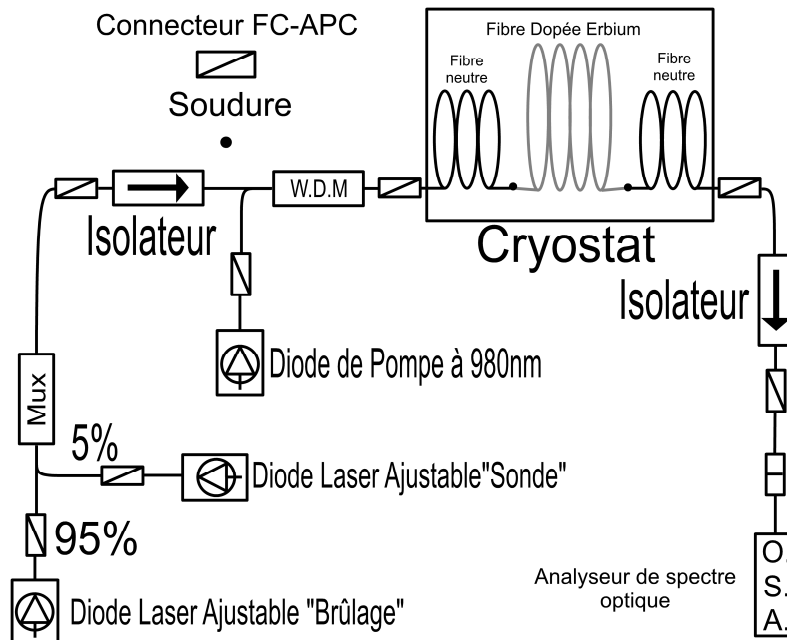 Connecteur FC-APC
Soudure
Fibre Dopée Erbium
Fibre
neutre
Fibre
neutre
W.D.M
Isolateur
Cryostat
Isolateur
Diode de Pompe à 980nm
Mux
5%
Diode Laser Ajustable"Sonde"
95%
Diode Laser Ajustable "Brûlage"
Analyseur de spectre
optique
O.
S.
A.